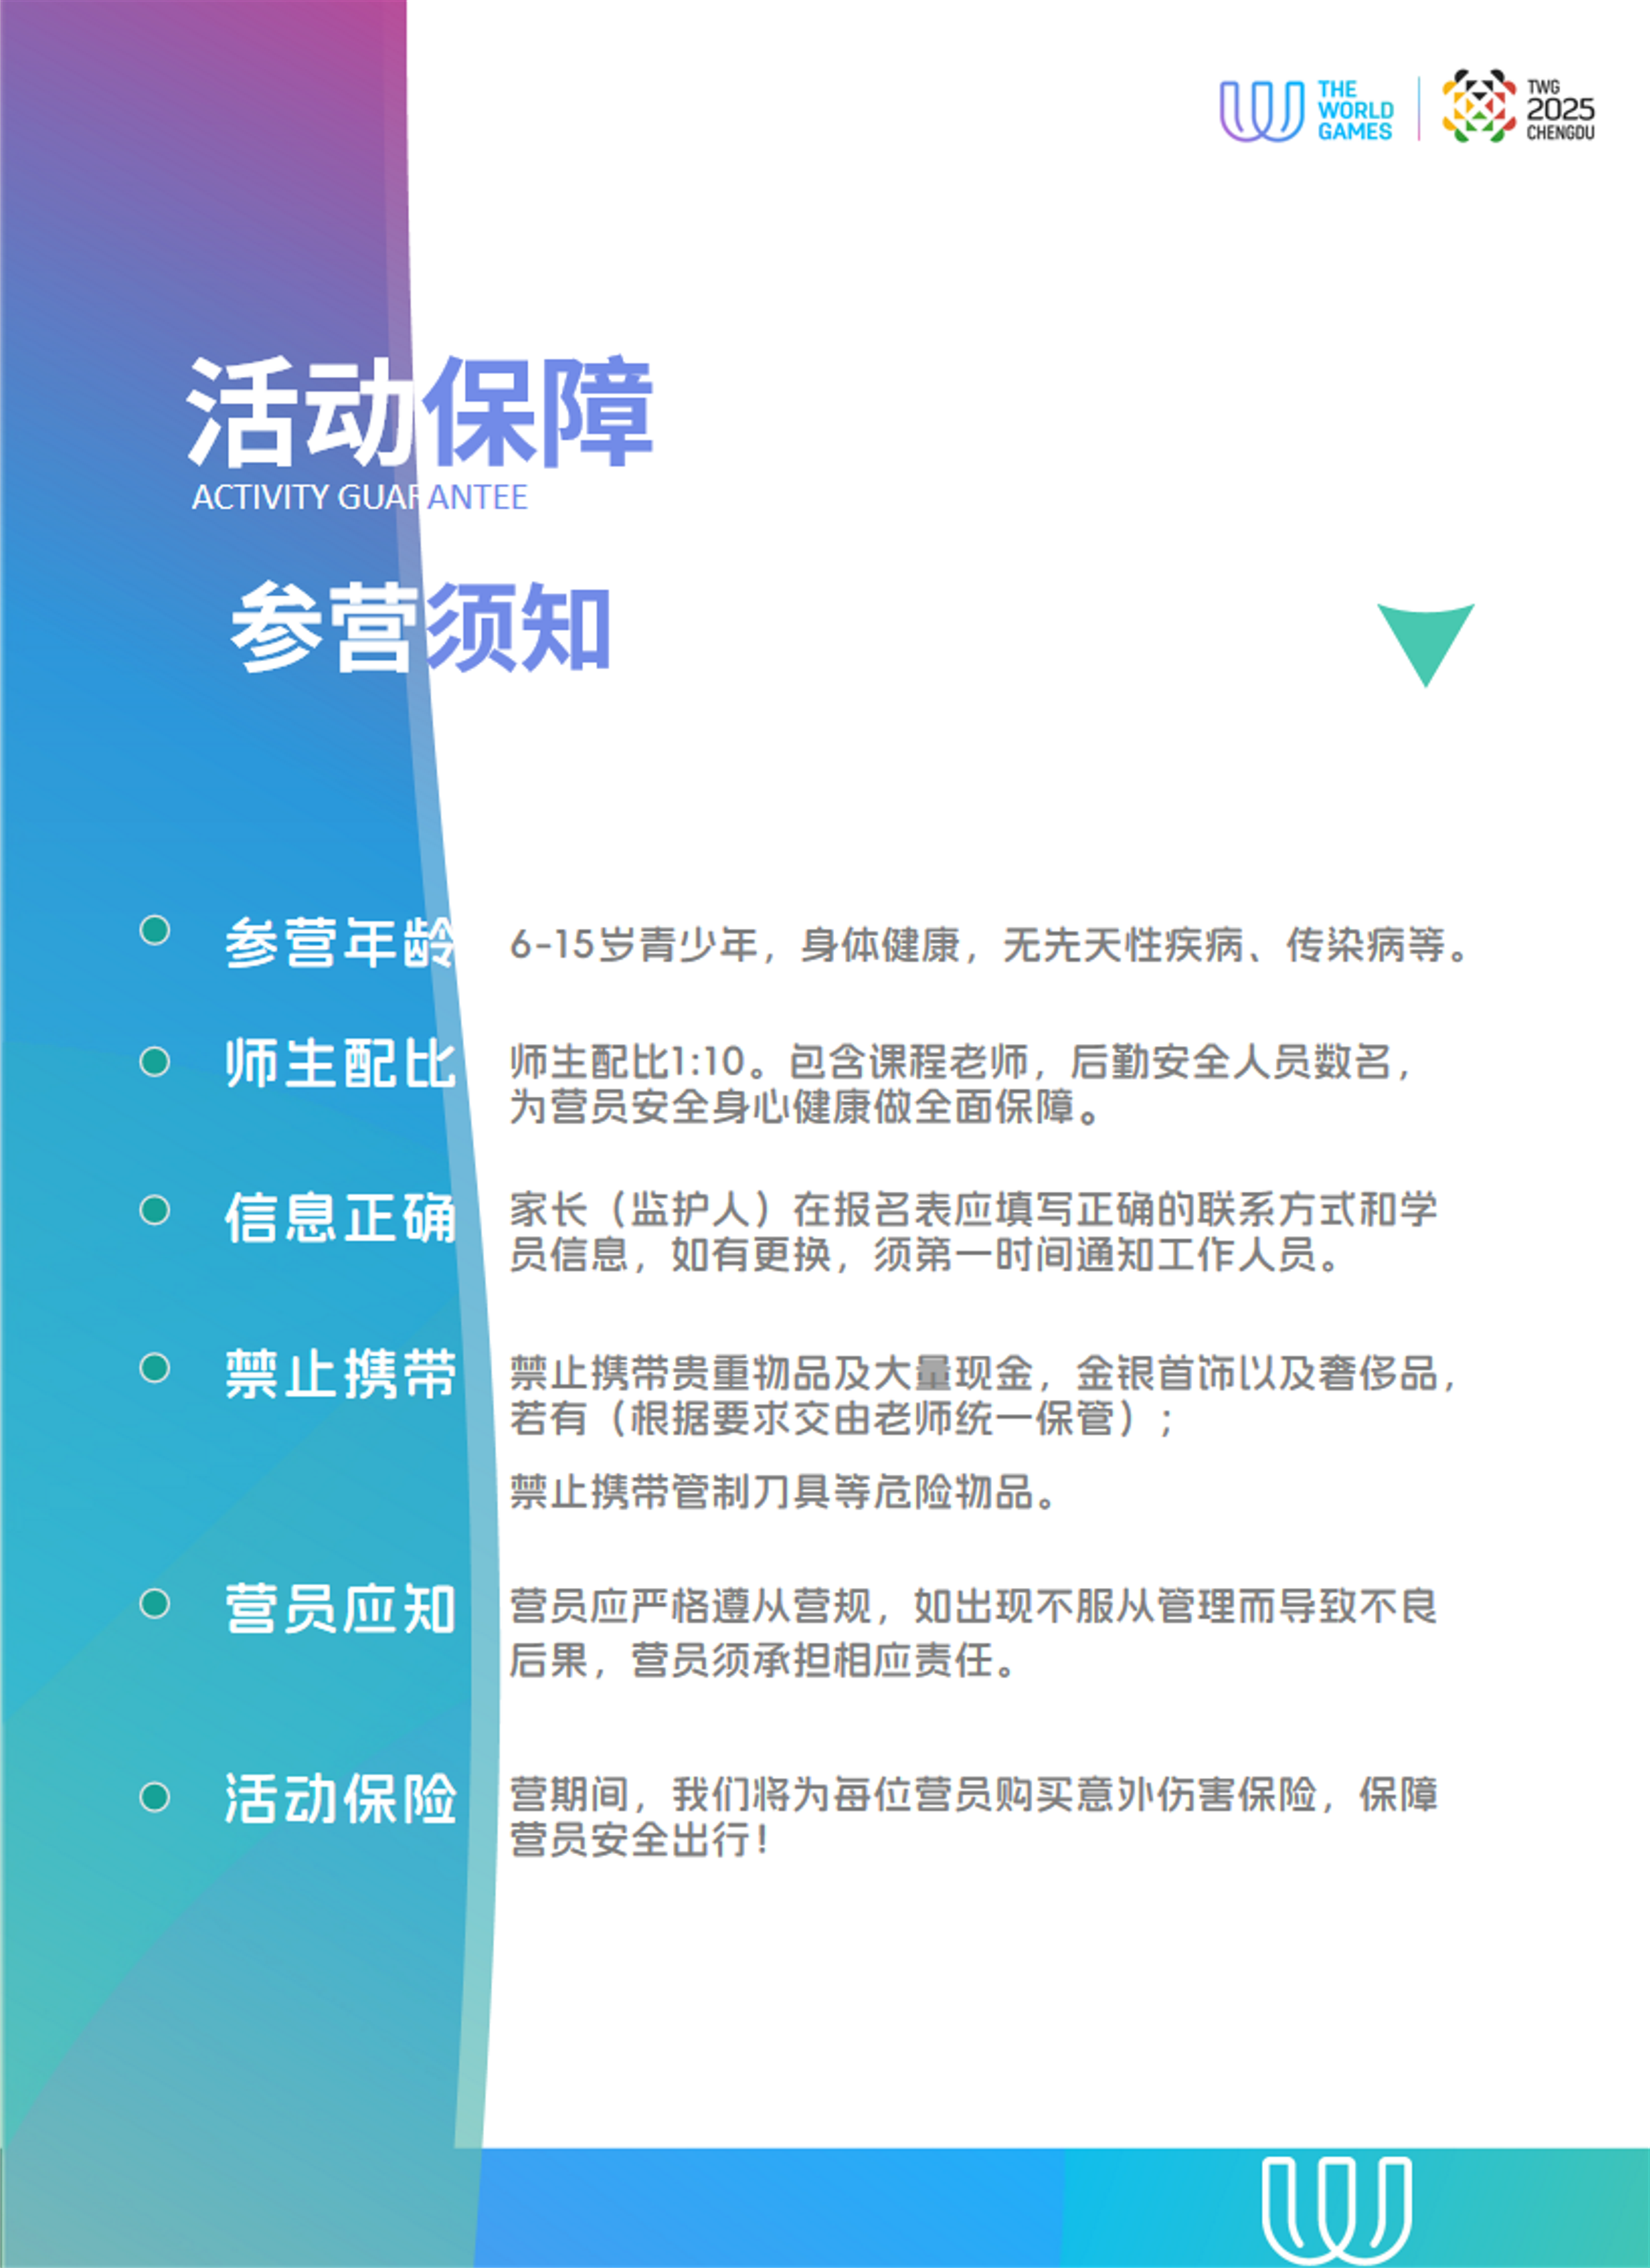 THE
WORLD
GAMES
TWG
2025
CHENGDU
活动保障
ACTIVITY GUARANTEE
参营须知
参营年龄
6-15岁青少年，身体健康，无先天性疾病、传染病等。
师生配比
师生配比1:10。包含课程老师，后勤安全人员数名，
为营员安全身心健康做全面保障。
信息正确
家长（监护人）在报名表应填写正确的联系方式和学
员信息，如有更换，须第一时间通知工作人员。
禁止携带
禁止携带贵重物品及大量现金，金银首饰以及奢侈品，
若有（根据要求交由老师统一保管）；
禁止携带管制刀具等危险物品。
营员应知
营员应严格遵从营规，如出现不服从管理而导致不良
后果，营员须承担相应责任。
活动保险
营期间，我们将为每位营员购买意外伤害保险，保障
营员安全出行！